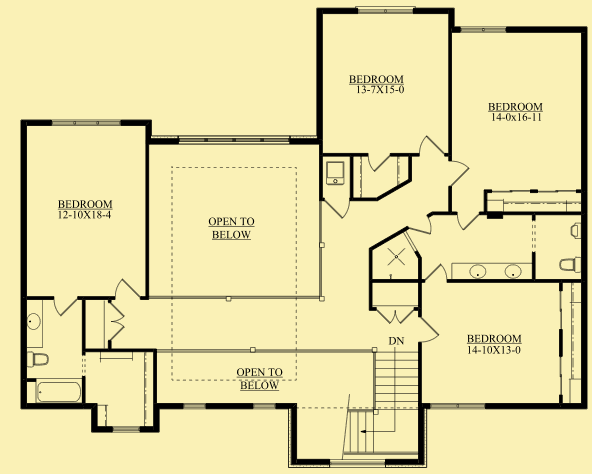 BEDROOM
13-7X15-0
BEDROOM
14-0x16-11
BEDROOM
12-10X18-4
OPEN TO
BELOW
DN
BEDROOM
14-10X13-0
OPEN TO
BELOW